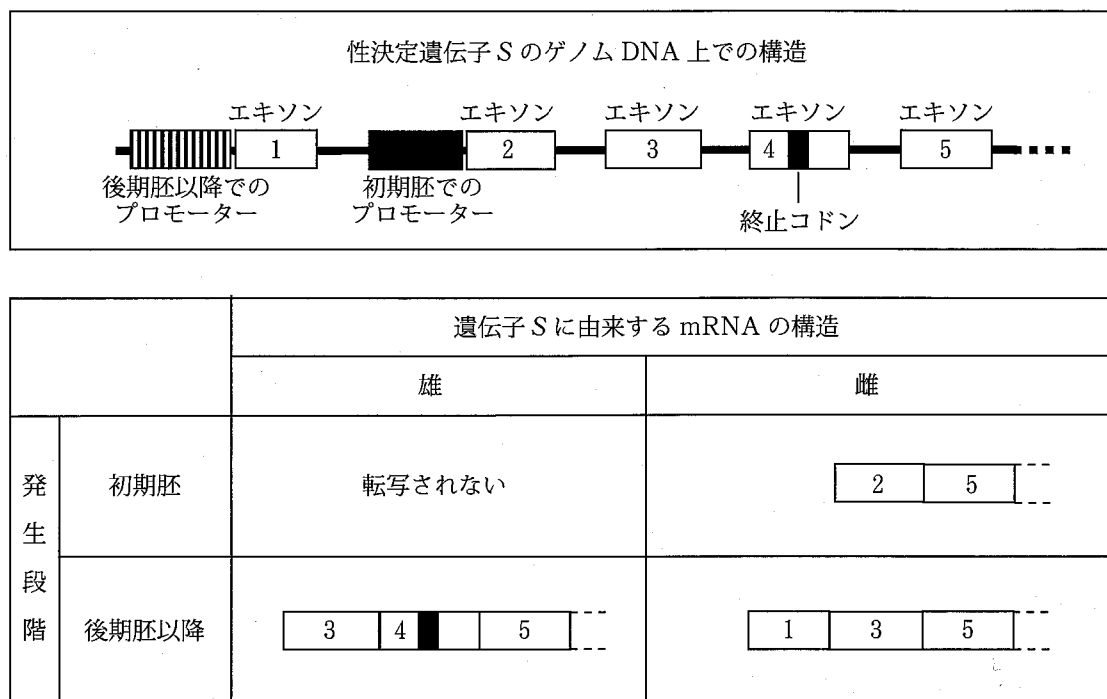 性決定遺伝子 S のゲノム DNA 上での構造
エキソン エキソン エキソン エキソン エキソン
1 2 3 4 5
後期胚以降での 初期胚での
プロモーター プロモーター
終止コドン
遺伝子 S に由来する mRNA の構造
雄 雌
発生段階
初期胚 転写されない 2 5
後期胚以降 3 4 5 1 3 5